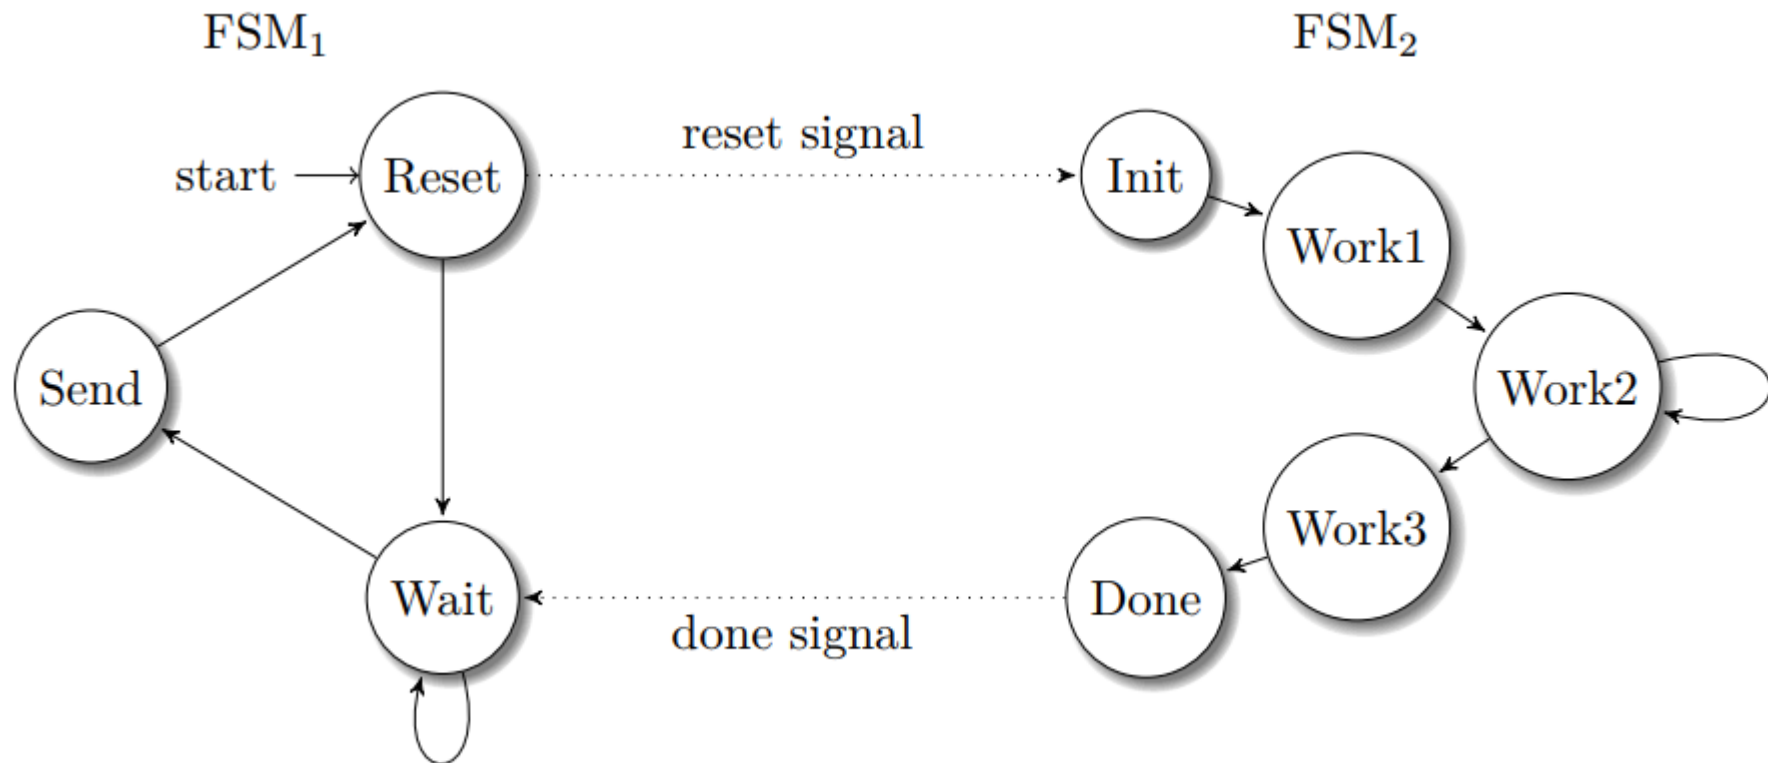 FSM₁
FSM₂
start
Reset
reset signal
Init
Work1
Send
Work2
Work3
Wait
done signal
Done